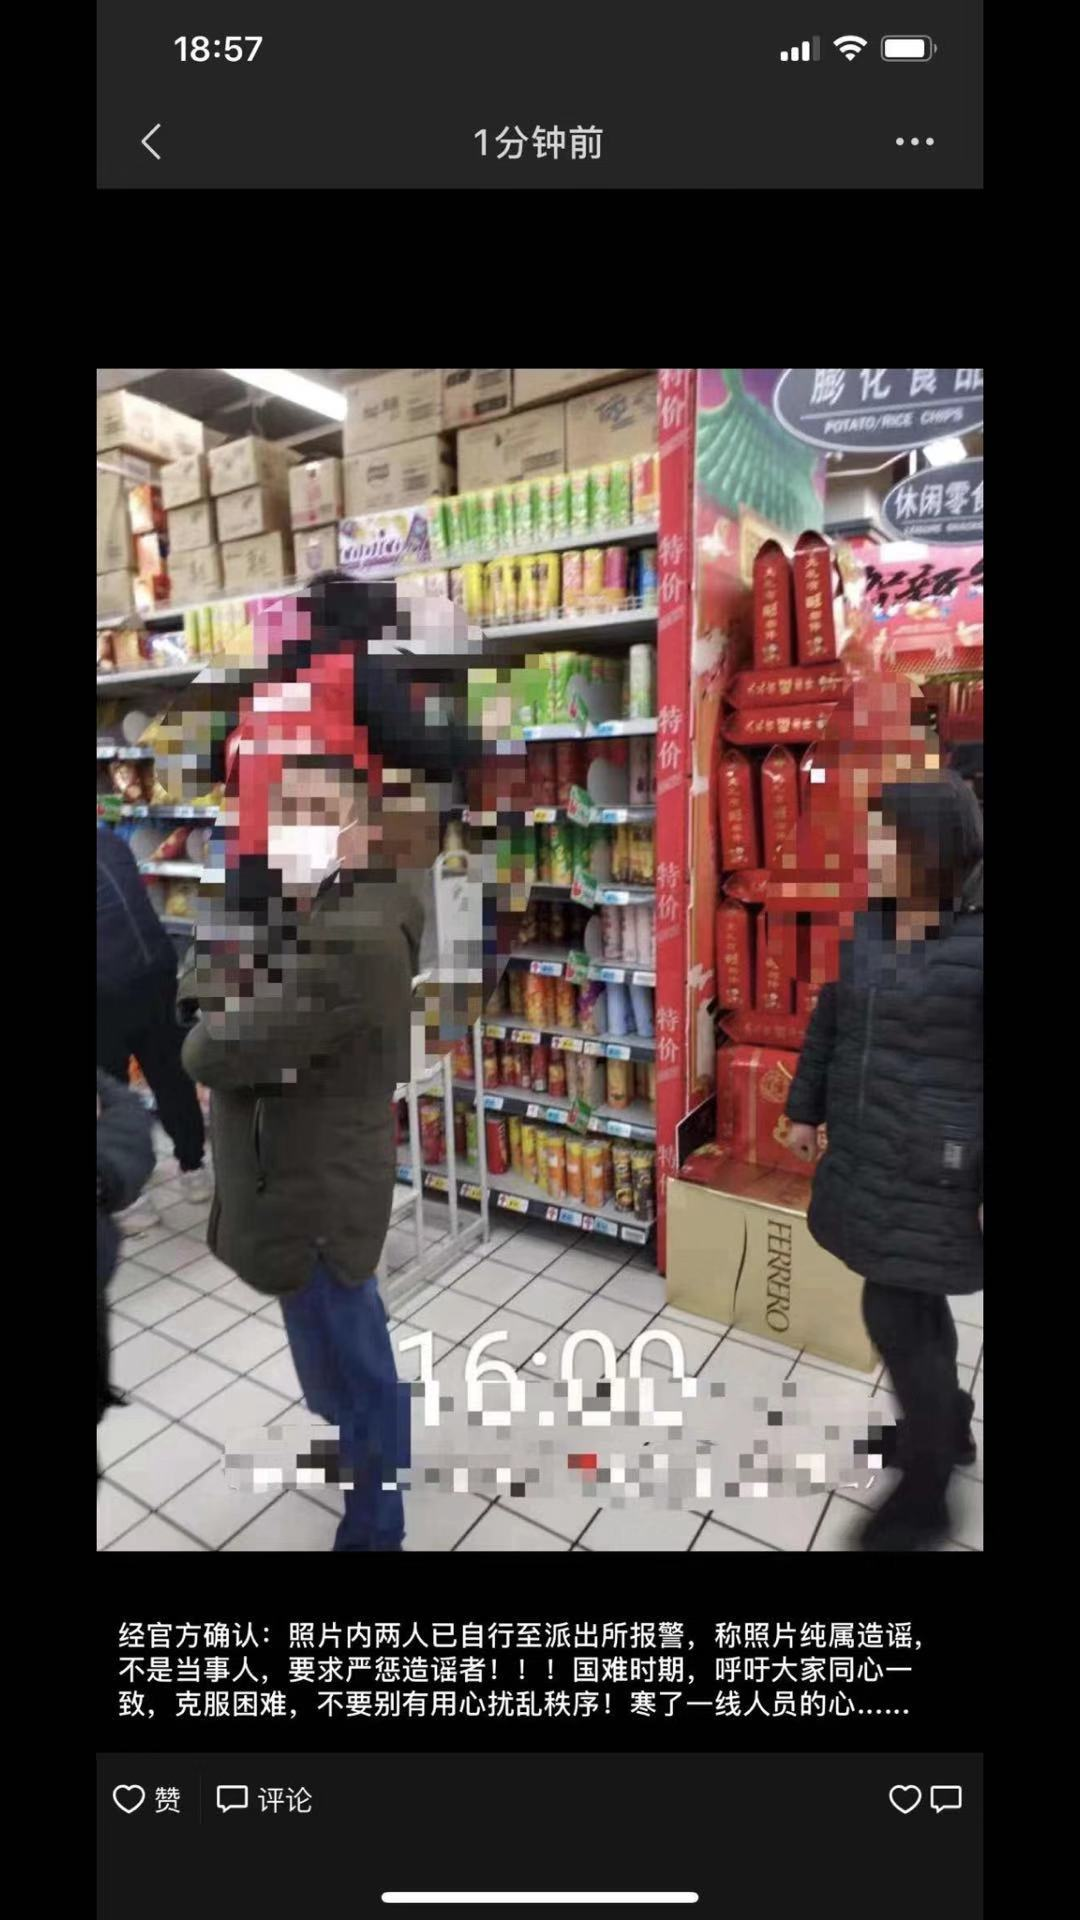 18:57
1分钟前
膨化食品
POTATO/RICE CHIPS
休闲零食
特价
特价
特价
特价
特价
特价
copico
FERRERO
16:00
经官方确认：照片内两人已自行至派出所报警，称照片纯属造谣，
不是当事人，要求严惩造谣者！！！国难时期，呼吁大家同心一
致，克服困难，不要别有用心扰乱秩序！寒了一线人员的心......
赞
评论